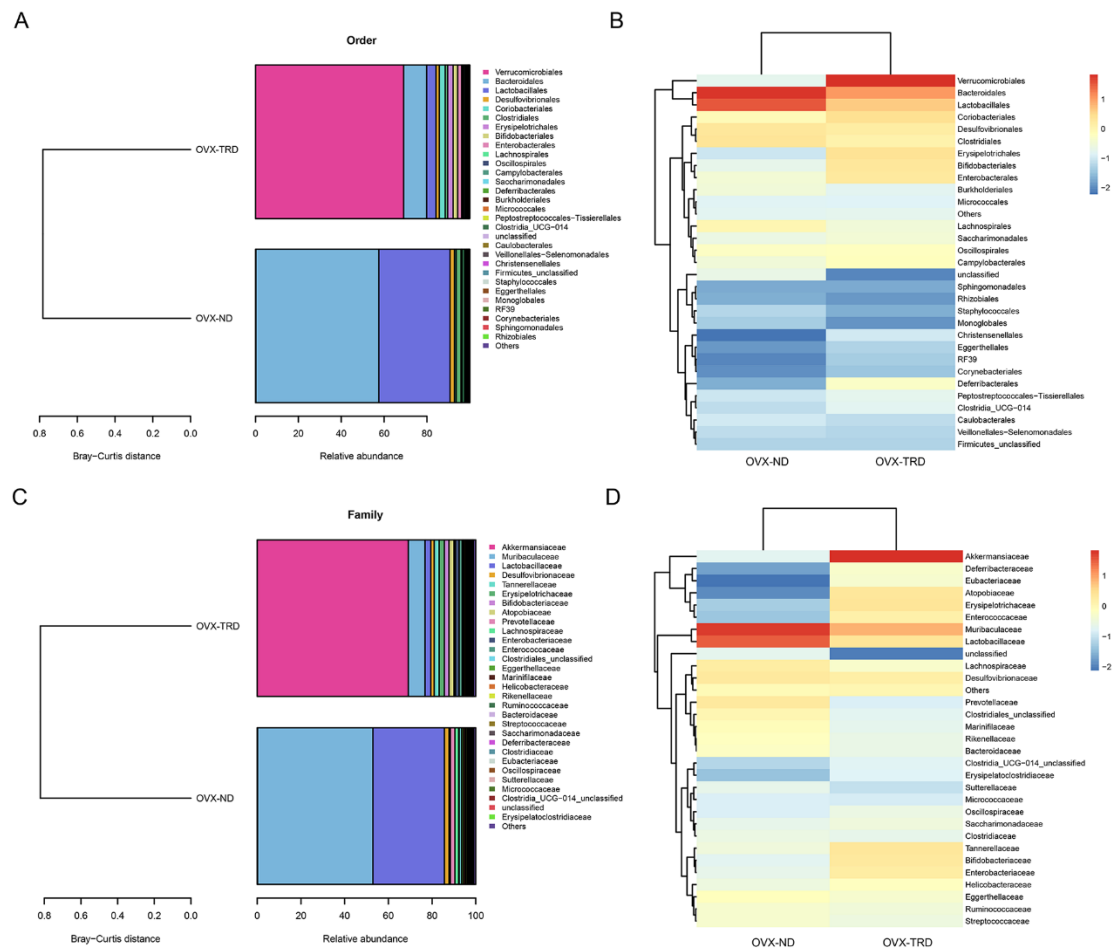 A
Order
OVX-TRD
OVX-ND
0.8 0.6 0.4 0.2 0.0
Bray-Curtis distance
0 20 40 60 80
Relative abundance
Verrucomicrobiales
Bacteroidales
Lactobacillales
Desulfovibrionales
Coriobacteriales
Clostridiales
Erysipelotrichales
Bifidobacteriales
Enterobacterales
Lachnospirales
Oscillospirales
Campylobacterales
Saccharimonadales
Deferribacterales
Burkholderiales
Micrococcales
Peptostreptococcales-Tissierellales
Clostridia_UCG-014
unclassified
Caulobacterales
Veillonellales-Selenomonadales
Christensenellales
Firmicutes_unclassified
Staphylococcales
Eggerthellales
Monoglobales
RF39
Corynebacteriales
Sphingomonadales
Rhizobiales
Others
B
Verrucomicrobiales
Bacteroidales
Lactobacillales
Coriobacteriales
Desulfovibrionales
Clostridiales
Erysipelotrichales
Bifidobacteriales
Enterobacterales
Burkholderiales
Micrococcales
Others
Lachnospirales
Saccharimonadales
Oscillospirales
Campylobacterales
unclassified
Sphingomonadales
Rhizobiales
Staphylococcales
Monoglobales
Christensenellales
Eggerthellales
RF39
Corynebacteriales
Deferribacterales
Peptostreptococcales-Tissierellales
Clostridia_UCG-014
Caulobacterales
Veillonellales-Selenomonadales
Firmicutes_unclassified
OVX-ND OVX-TRD
1
0
-1
-2
C
Family
OVX-TRD
OVX-ND
0.8 0.6 0.4 0.2 0.0
Bray-Curtis distance
0 20 40 60 80 100
Relative abundance
Akkermansiaceae
Muribaculaceae
Lactobacillaceae
Desulfovibrionaceae
Tannerellaceae
Erysipelotrichaceae
Bifidobacteriaceae
Atopobiaceae
Prevotellaceae
Lachnospiraceae
Enterobacteriaceae
Enterococcaceae
Clostridiales_unclassified
Eggerthellaceae
Marinifilaceae
Helicobacteraceae
Rikenellaceae
Ruminococcaceae
Bacteroidaceae
Streptococcaceae
Saccharimonadaceae
Deferribacteraceae
Clostridiaceae
Eubacteriaceae
Oscillospiraceae
Sutterellaceae
Micrococcaceae
Clostridia_UCG-014_unclassified
unclassified
Erysipelatoclostridiaceae
Others
D
Akkermansiaceae
Deferribacteraceae
Eubacteriaceae
Atopobiaceae
Erysipelotrichaceae
Enterococcaceae
Muribaculaceae
Lactobacillaceae
unclassified
Lachnospiraceae
Desulfovibrionaceae
Others
Prevotellaceae
Clostridiales_unclassified
Marinifilaceae
Rikenellaceae
Bacteroidaceae
Clostridia_UCG-014_unclassified
Erysipelatoclostridiaceae
Sutterellaceae
Micrococcaceae
Oscillospiraceae
Saccharimonadaceae
Clostridiaceae
Tannerellaceae
Bifidobacteriaceae
Enterobacteriaceae
Helicobacteraceae
Eggerthellaceae
Ruminococcaceae
Streptococcaceae
OVX-ND OVX-TRD
1
0
-1
-2